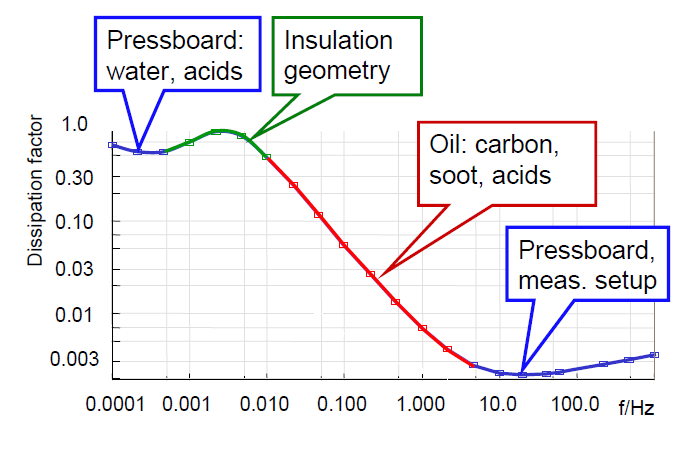 Pressboard:
water, acids
Insulation
geometry
Oil: carbon,
soot, acids
Pressboard,
meas. setup
Dissipation factor
1.0
0.30
0.10
0.03
0.01
0.003
0.0001 0.001 0.010 0.100 1.000 10.0 100.0 f/Hz